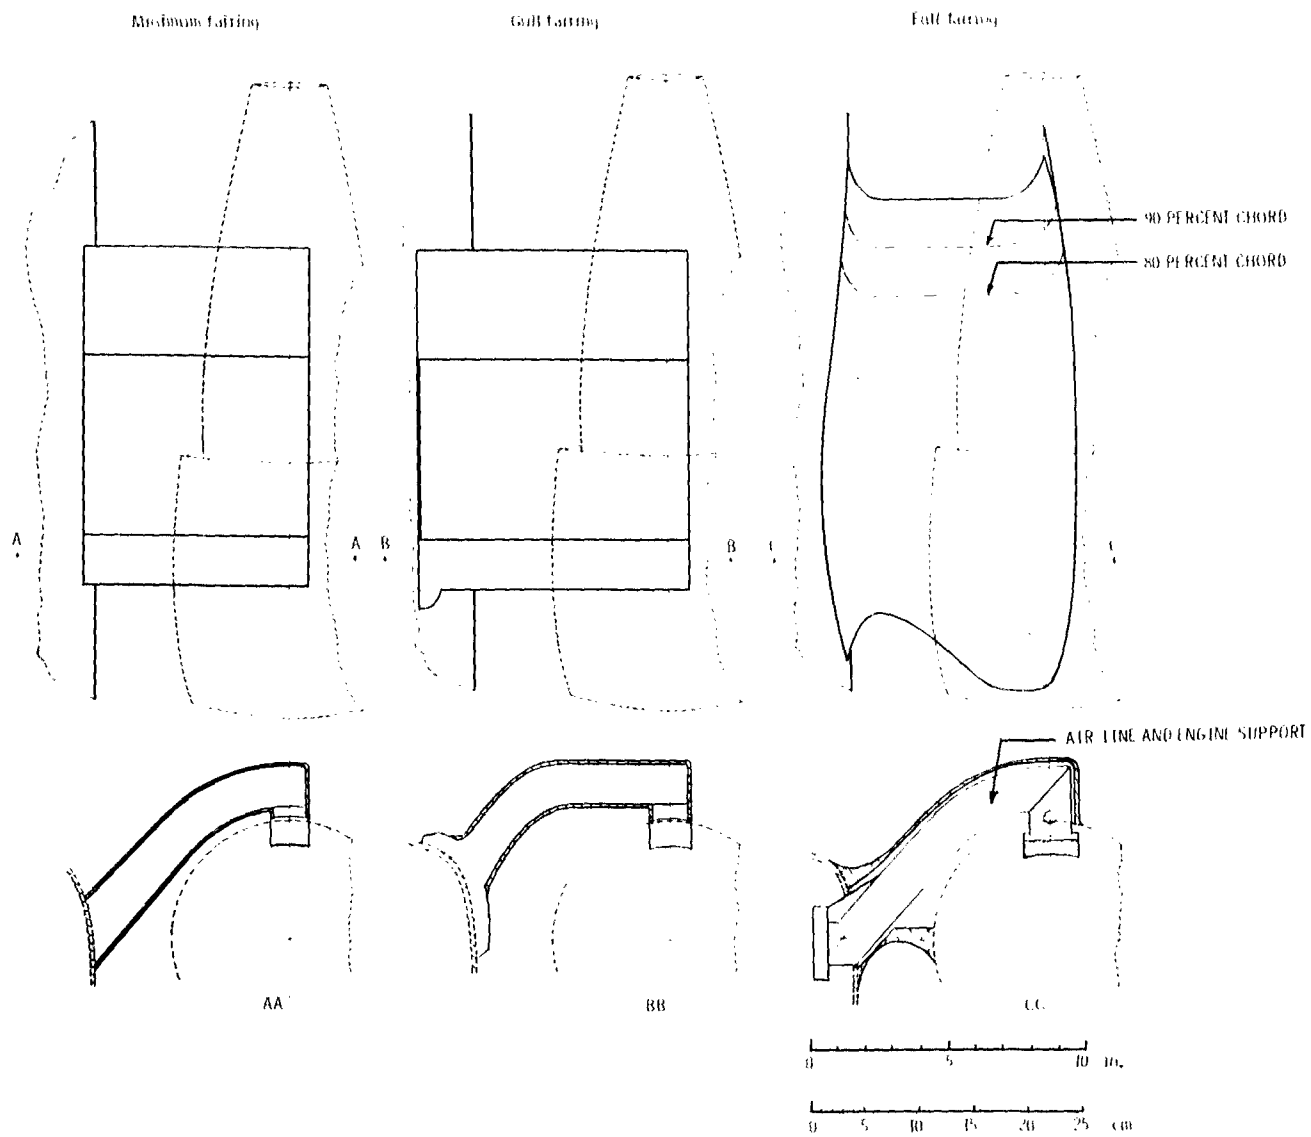 Minimum fairing
Gull fairing
Full fairing
90 PERCENT CHORD
80 PERCENT CHORD
A
A
B
B
AIR LINE AND ENGINE SUPPORT
AA
BB
CC
0 5 10 in.
0 5 10 15 20 25 cm